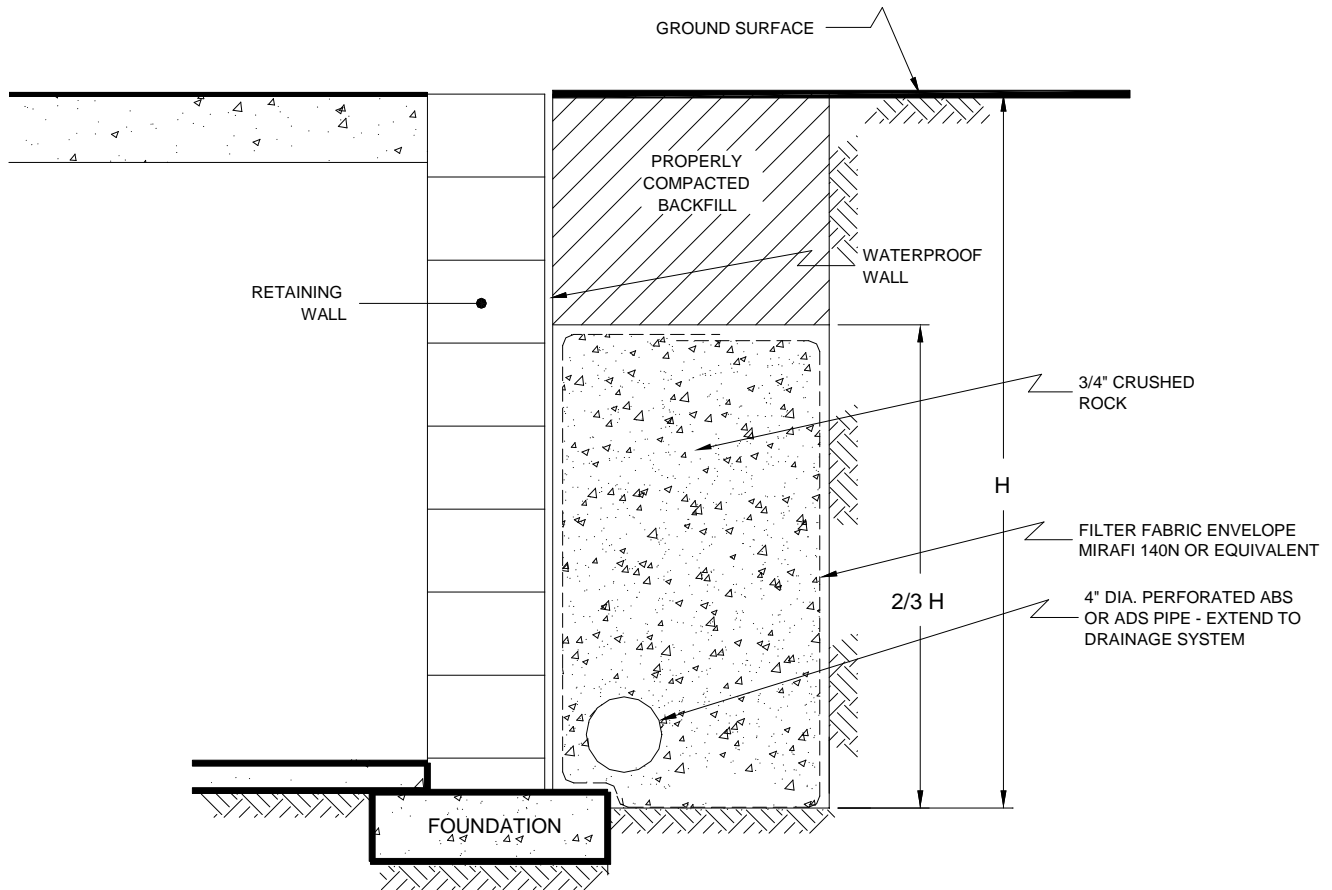 GROUND SURFACE
PROPERLY
COMPACTED
BACKFILL
WATERPROOF
WALL
RETAINING
WALL
3/4" CRUSHED
ROCK
H
FILTER FABRIC ENVELOPE
MIRAFI 140N OR EQUIVALENT
2/3 H
4" DIA. PERFORATED ABS
OR ADS PIPE - EXTEND TO
DRAINAGE SYSTEM
FOUNDATION